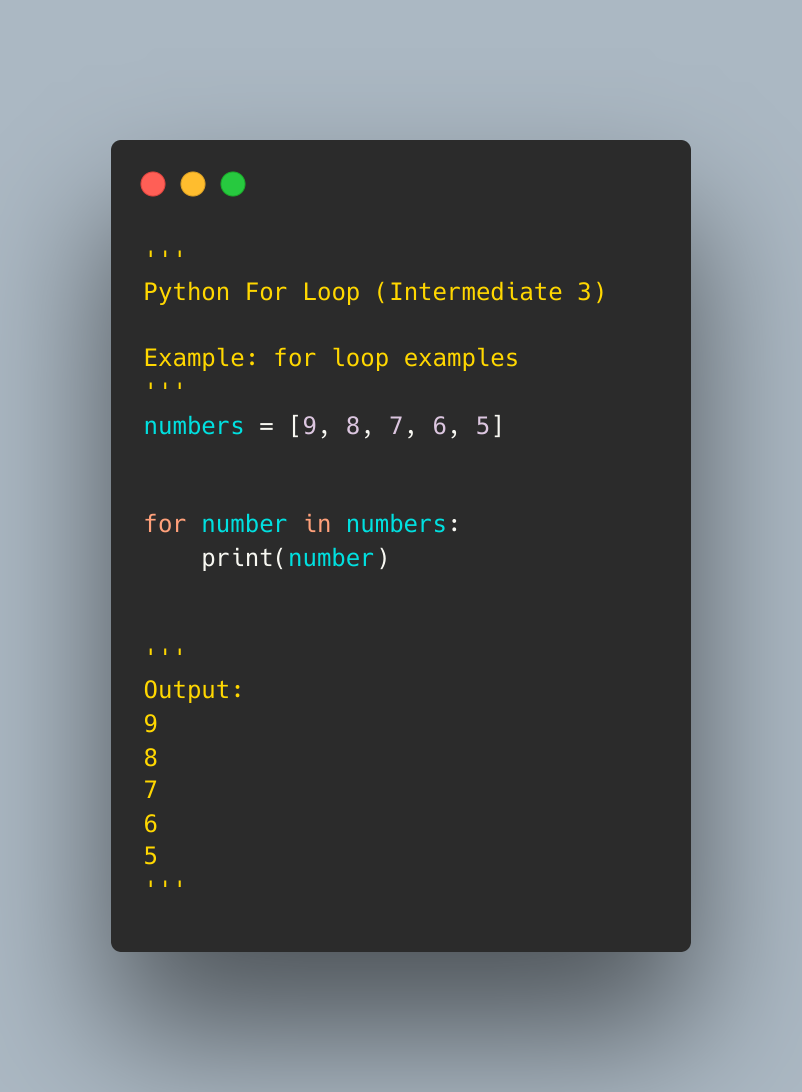 '''
Python For Loop (Intermediate 3)
Example: for loop examples
'''
numbers = [9, 8, 7, 6, 5]
for number in numbers:
    print(number)
'''
Output:
9
8
7
6
5
'''